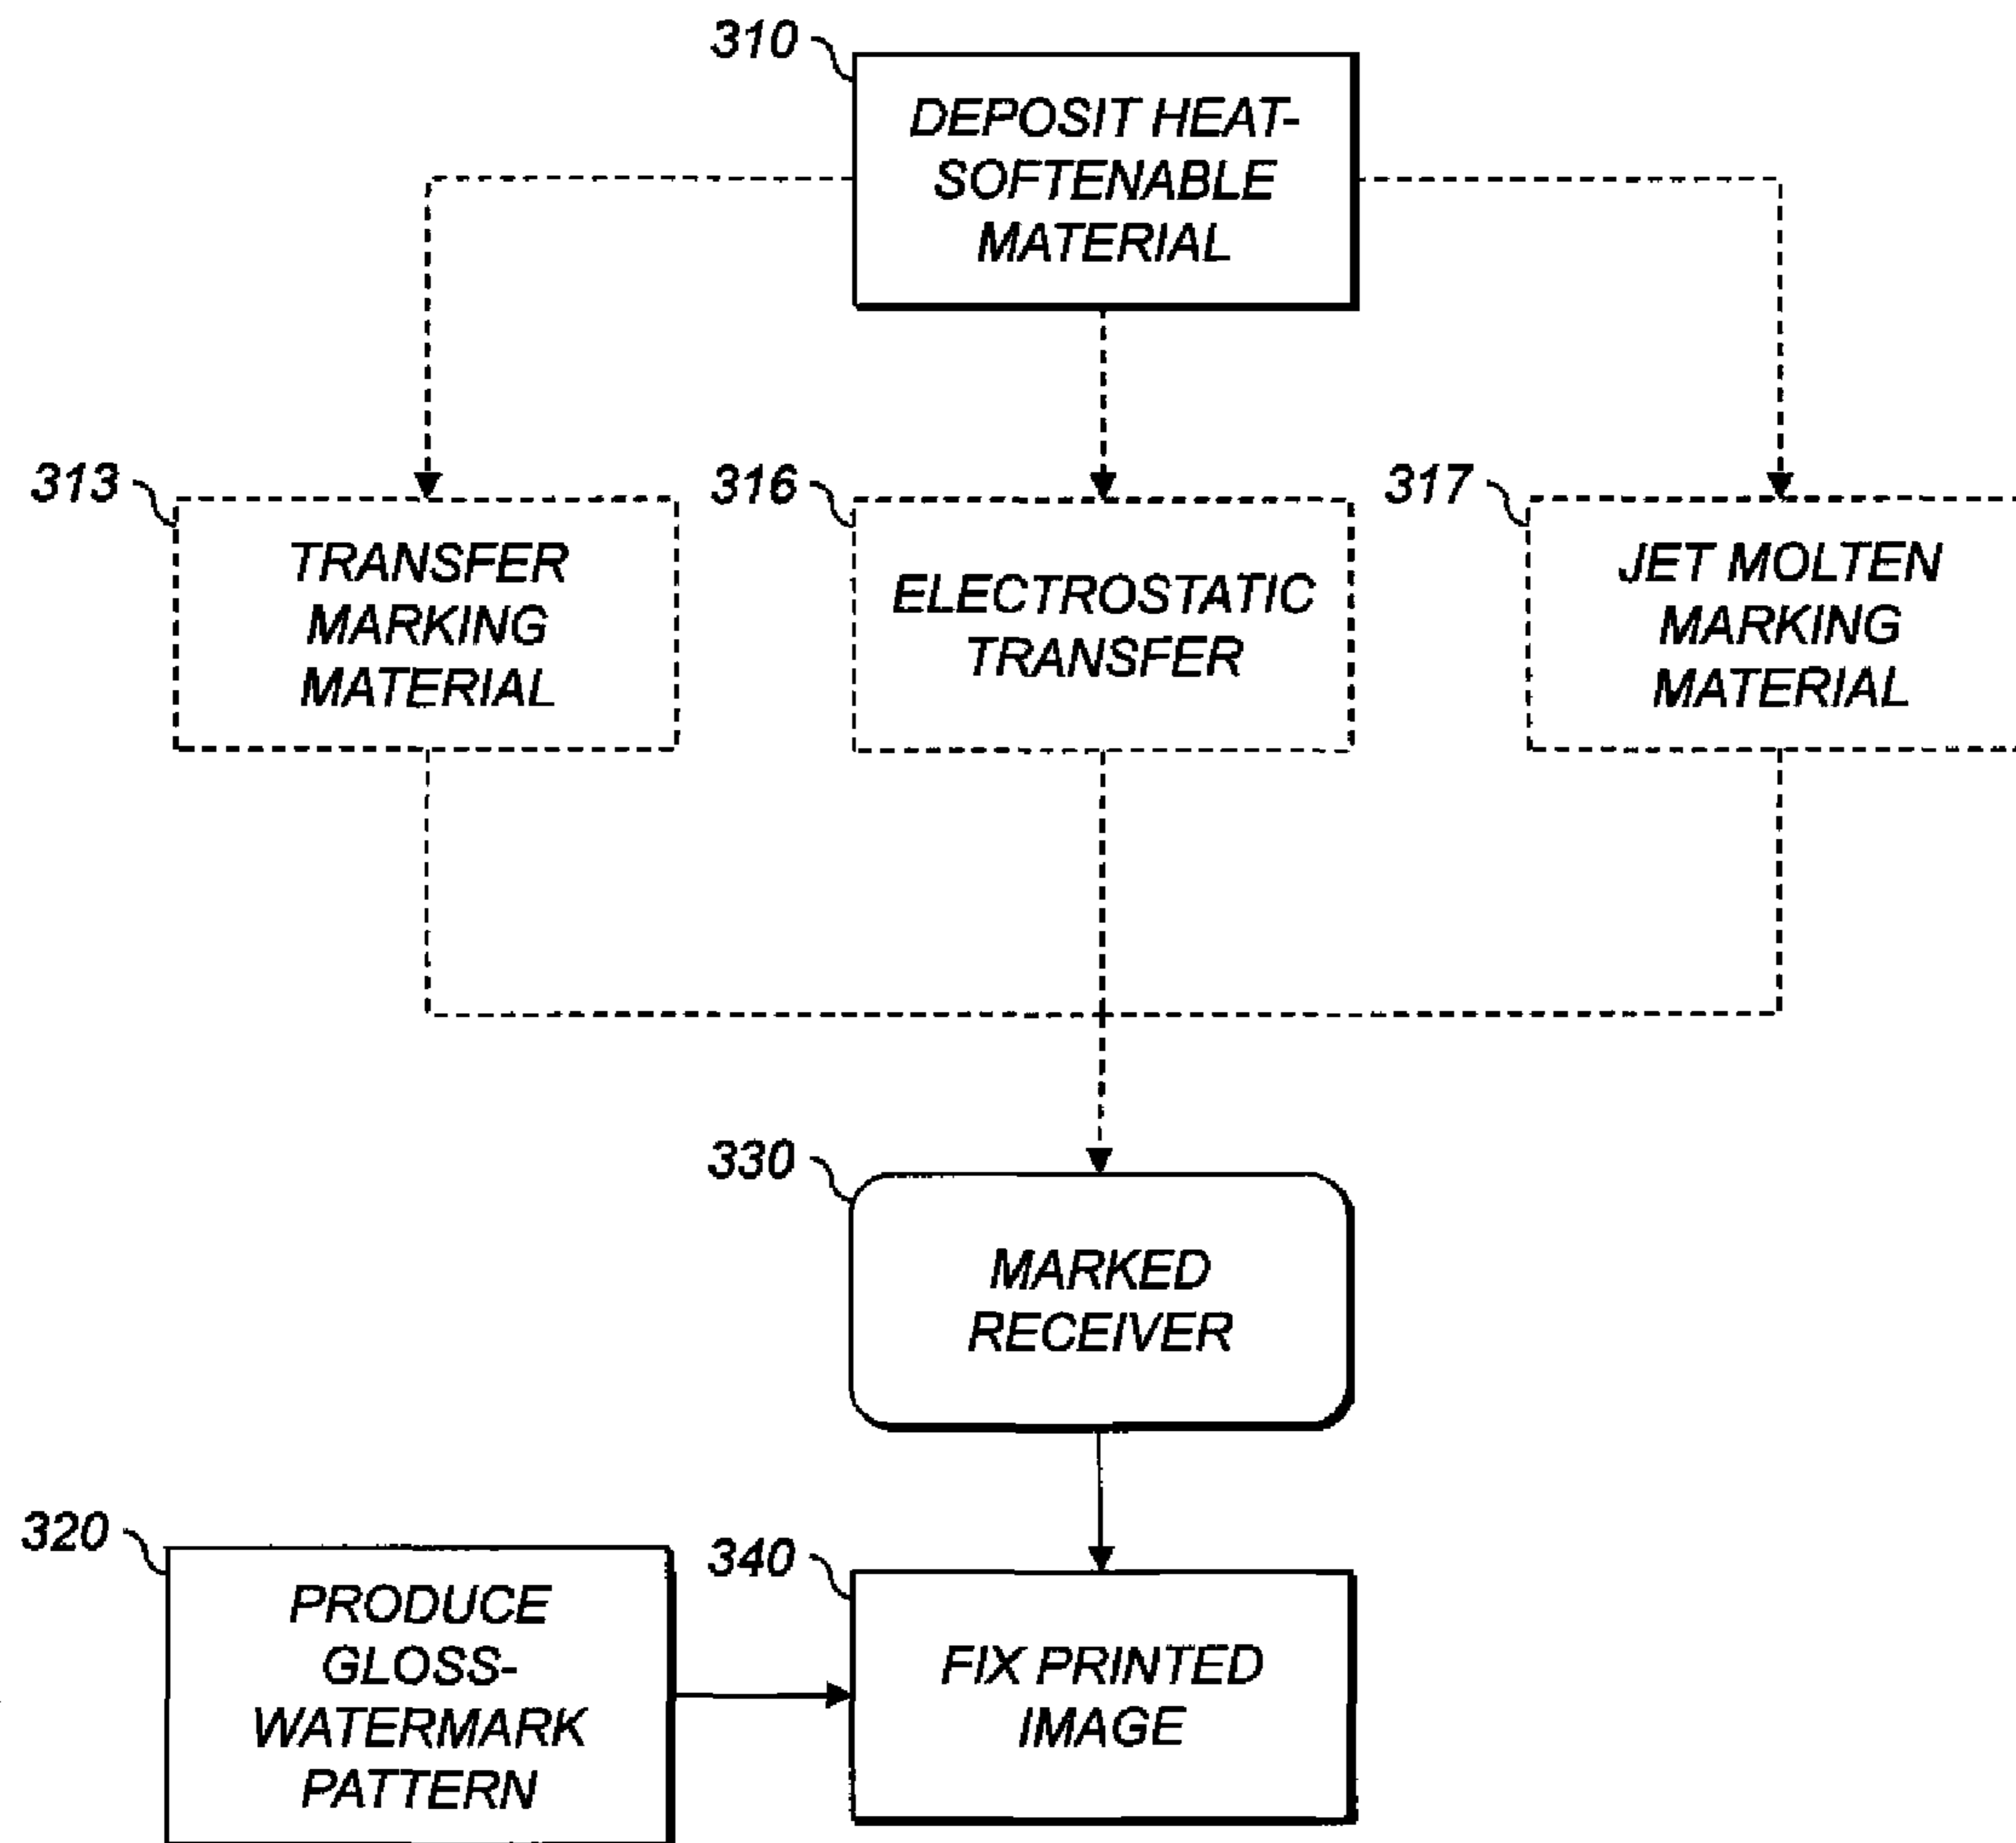 310
DEPOSIT HEAT-
SOFTENABLE
MATERIAL
313
TRANSFER
MARKING
MATERIAL
316
ELECTROSTATIC
TRANSFER
317
JET MOLTEN
MARKING
MATERIAL
330
MARKED
RECEIVER
320
PRODUCE
GLOSS-
WATERMARK
PATTERN
340
FIX PRINTED
IMAGE